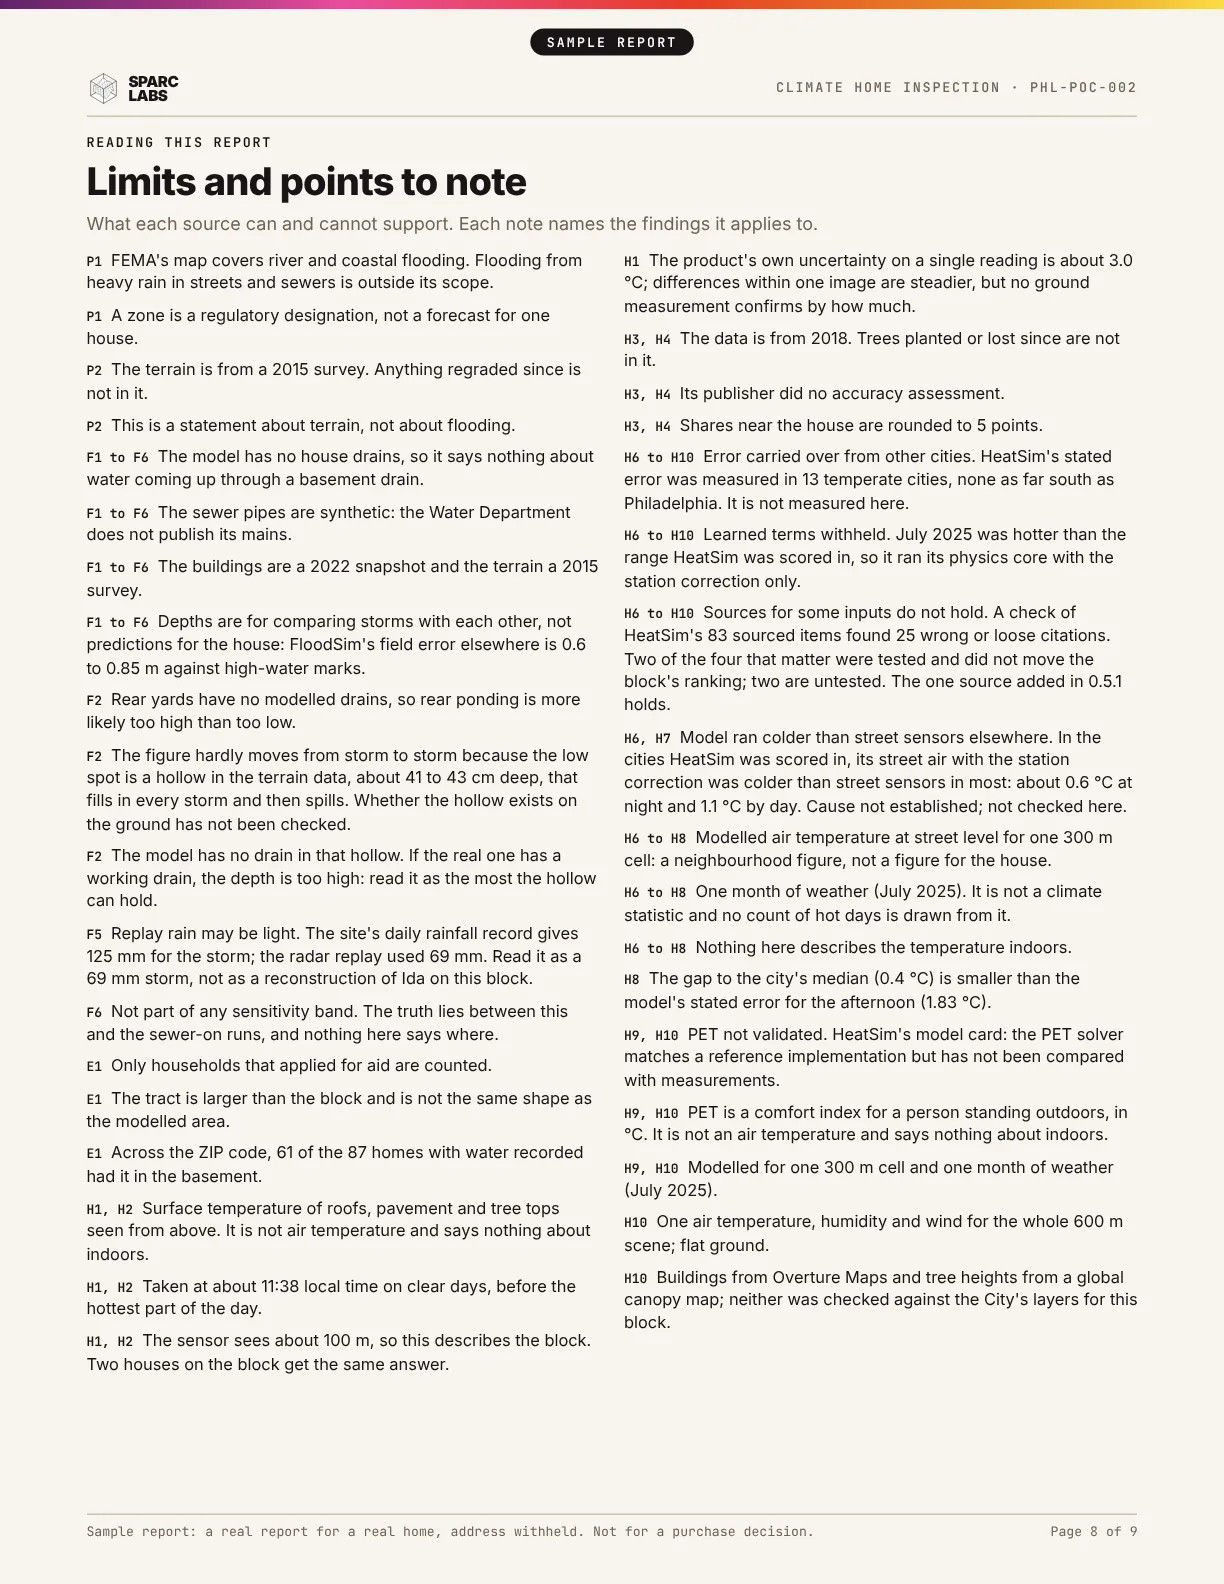 SAMPLE REPORT
SPARC
LABS
CLIMATE HOME INSPECTION · PHL-POC-002
READING THIS REPORT
Limits and points to note
What each source can and cannot support. Each note names the findings it applies to.
P1 FEMA's map covers river and coastal flooding. Flooding from
heavy rain in streets and sewers is outside its scope.
P1 A zone is a regulatory designation, not a forecast for one
house.
P2 The terrain is from a 2015 survey. Anything regraded since is
not in it.
P2 This is a statement about terrain, not about flooding.
F1 to F6 The model has no house drains, so it says nothing about
water coming up through a basement drain.
F1 to F6 The sewer pipes are synthetic: the Water Department
does not publish its mains.
F1 to F6 The buildings are a 2022 snapshot and the terrain a 2015
survey.
F1 to F6 Depths are for comparing storms with each other, not
predictions for the house: FloodSim's field error elsewhere is 0.6
to 0.85 m against high-water marks.
F2 Rear yards have no modelled drains, so rear ponding is more
likely too high than too low.
F2 The figure hardly moves from storm to storm because the low
spot is a hollow in the terrain data, about 41 to 43 cm deep, that
fills in every storm and then spills. Whether the hollow exists on
the ground has not been checked.
F2 The model has no drain in that hollow. If the real one has a
working drain, the depth is too high: read it as the most the hollow
can hold.
F5 Replay rain may be light. The site's daily rainfall record gives
125 mm for the storm; the radar replay used 69 mm. Read it as a
69 mm storm, not as a reconstruction of Ida on this block.
F6 Not part of any sensitivity band. The truth lies between this
and the sewer-on runs, and nothing here says where.
E1 Only households that applied for aid are counted.
E1 The tract is larger than the block and is not the same shape as
the modelled area.
E1 Across the ZIP code, 61 of the 87 homes with water recorded
had it in the basement.
H1, H2 Surface temperature of roofs, pavement and tree tops
seen from above. It is not air temperature and says nothing about
indoors.
H1, H2 Taken at about 11:38 local time on clear days, before the
hottest part of the day.
H1, H2 The sensor sees about 100 m, so this describes the block.
Two houses on the block get the same answer.
H1 The product's own uncertainty on a single reading is about 3.0
°C; differences within one image are steadier, but no ground
measurement confirms by how much.
H3, H4 The data is from 2018. Trees planted or lost since are not
in it.
H3, H4 Its publisher did no accuracy assessment.
H3, H4 Shares near the house are rounded to 5 points.
H6 to H10 Error carried over from other cities. HeatSim's stated
error was measured in 13 temperate cities, none as far south as
Philadelphia. It is not measured here.
H6 to H10 Learned terms withheld. July 2025 was hotter than the
range HeatSim was scored in, so it ran its physics core with the
station correction only.
H6 to H10 Sources for some inputs do not hold. A check of
HeatSim's 83 sourced items found 25 wrong or loose citations.
Two of the four that matter were tested and did not move the
block's ranking; two are untested. The one source added in 0.5.1
holds.
H6, H7 Model ran colder than street sensors elsewhere. In the
cities HeatSim was scored in, its street air with the station
correction was colder than street sensors in most: about 0.6 °C at
night and 1.1 °C by day. Cause not established; not checked here.
H6 to H8 Modelled air temperature at street level for one 300 m
cell: a neighbourhood figure, not a figure for the house.
H6 to H8 One month of weather (July 2025). It is not a climate
statistic and no count of hot days is drawn from it.
H6 to H8 Nothing here describes the temperature indoors.
H8 The gap to the city's median (0.4 °C) is smaller than the
model's stated error for the afternoon (1.83 °C).
H9, H10 PET not validated. HeatSim's model card: the PET solver
matches a reference implementation but has not been compared
with measurements.
H9, H10 PET is a comfort index for a person standing outdoors, in
°C. It is not an air temperature and says nothing about indoors.
H9, H10 Modelled for one 300 m cell and one month of weather
(July 2025).
H10 One air temperature, humidity and wind for the whole 600 m
scene; flat ground.
H10 Buildings from Overture Maps and tree heights from a global
canopy map; neither was checked against the City's layers for this
block.
Sample report: a real report for a real home, address withheld. Not for a purchase decision.
Page 8 of 9